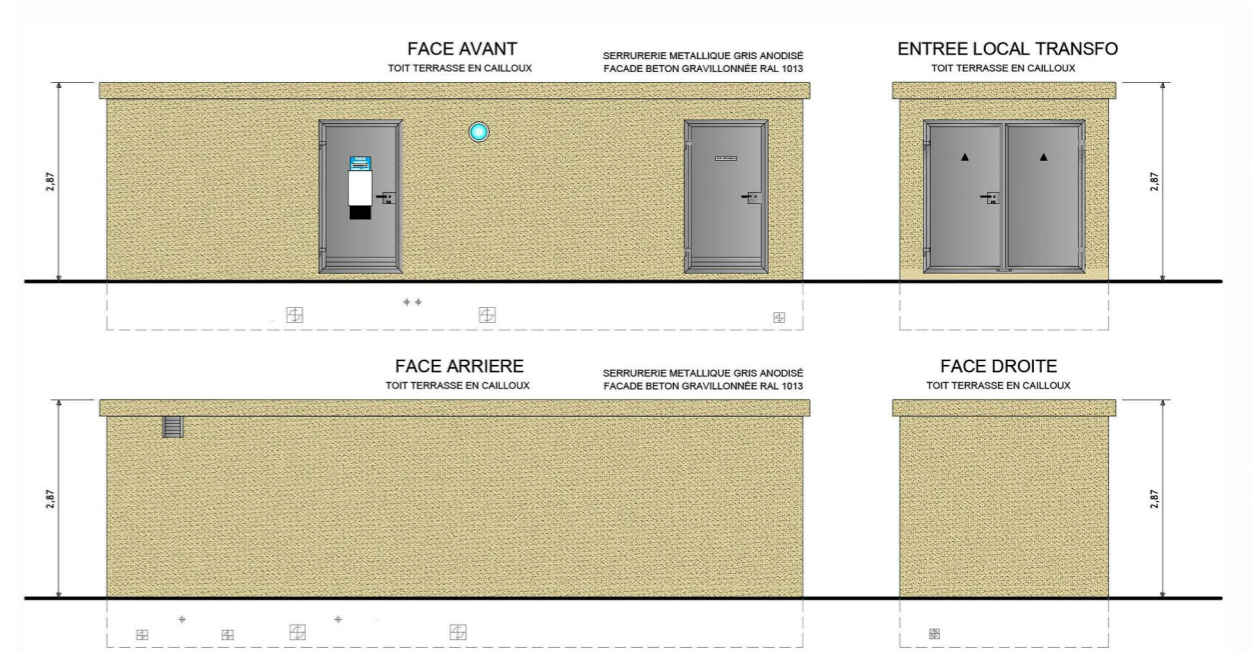 FACE AVANT
TOIT TERRASSE EN CAILLOUX
SERRURERIE METALLIQUE GRIS ANODISÉ
FACADE BETON GRAVILLONNÉE RAL 1013
ENTREE LOCAL TRANSFO
TOIT TERRASSE EN CAILLOUX
2,87
2,87
FACE ARRIERE
TOIT TERRASSE EN CAILLOUX
SERRURERIE METALLIQUE GRIS ANODISÉ
FACADE BETON GRAVILLONNÉE RAL 1013
FACE DROITE
TOIT TERRASSE EN CAILLOUX
2,87
2,87